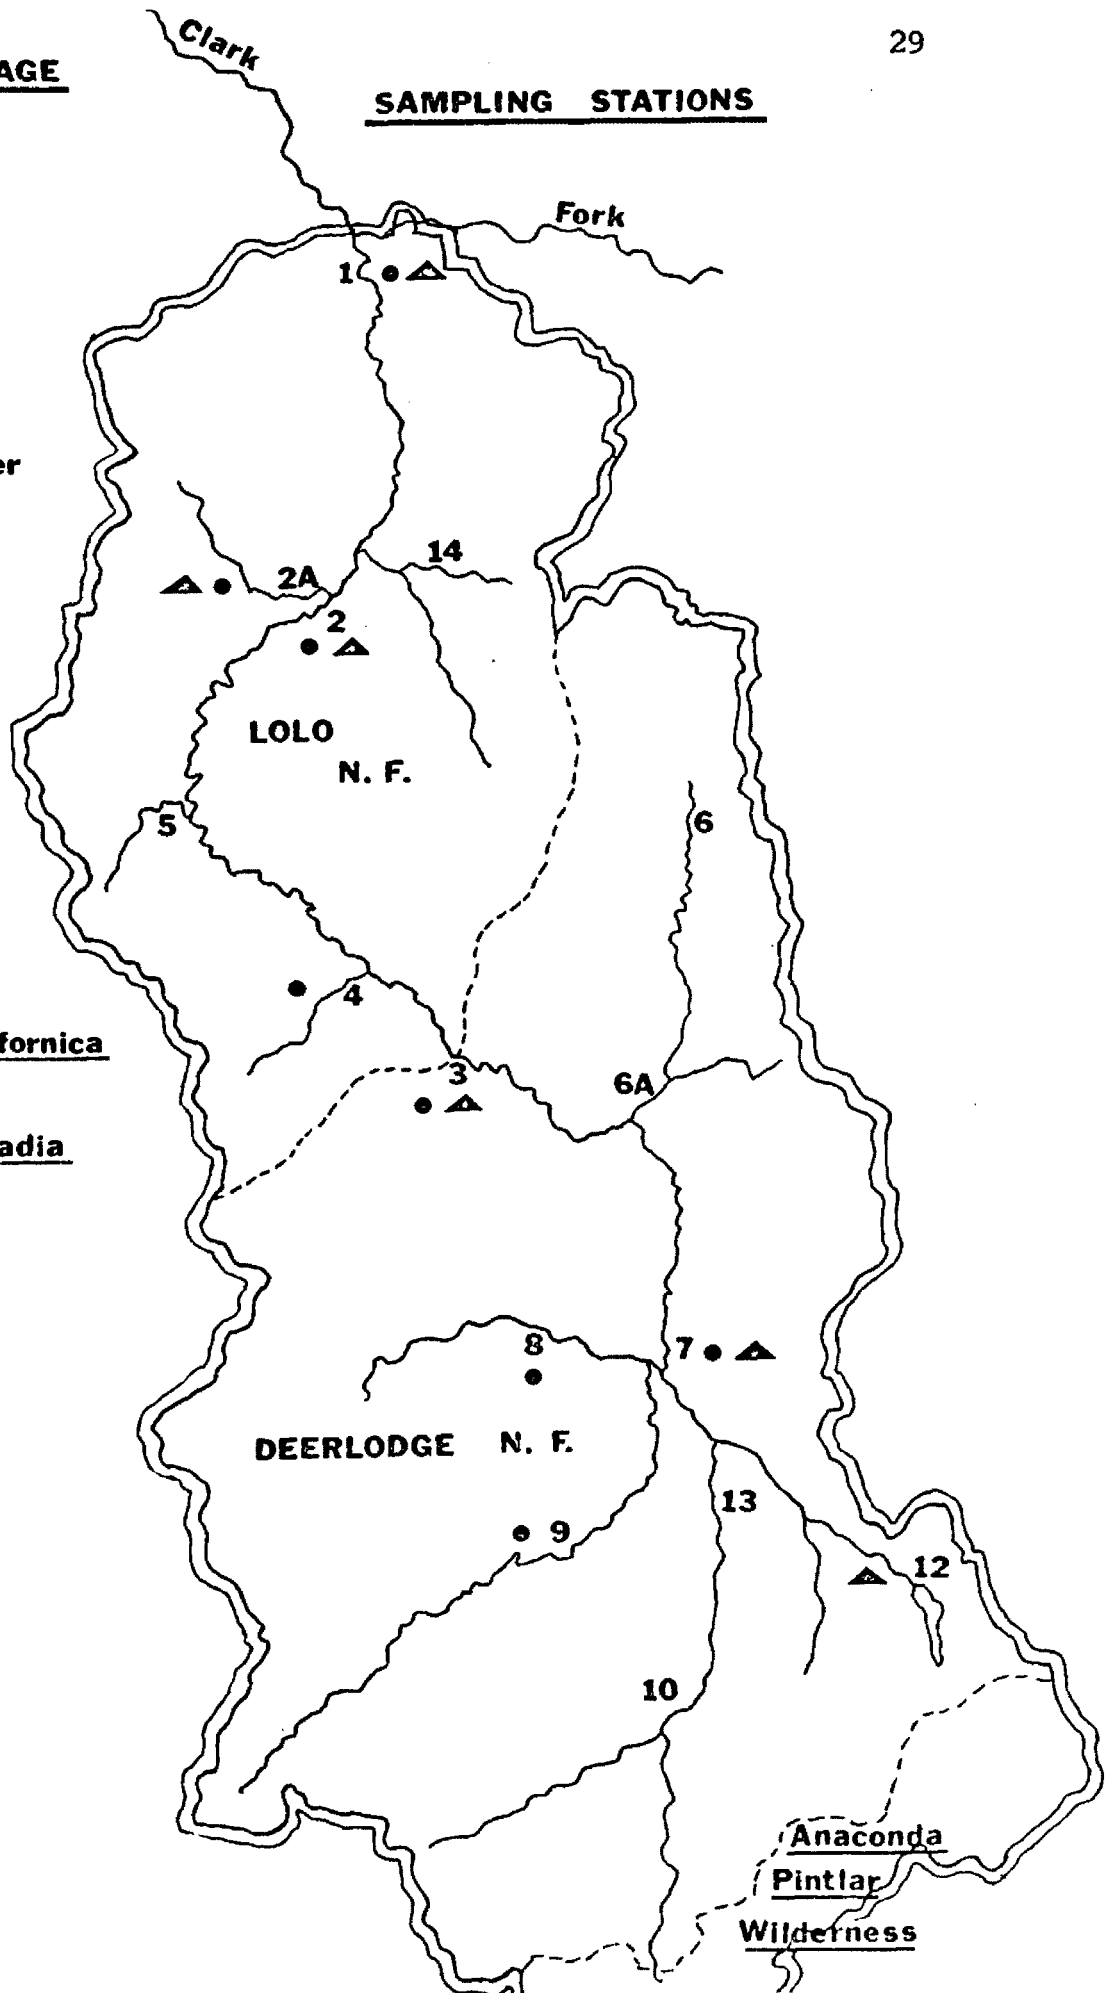 29
AGE
SAMPLING STATIONS
Clark
Fork
1
er
14
2A
2
LOLO
N. F.
5
6
4
fornica
3
6A
adia
8
7
DEERLODGE N. F.
13
9
12
10
Anaconda
Pintlar
Wilderness